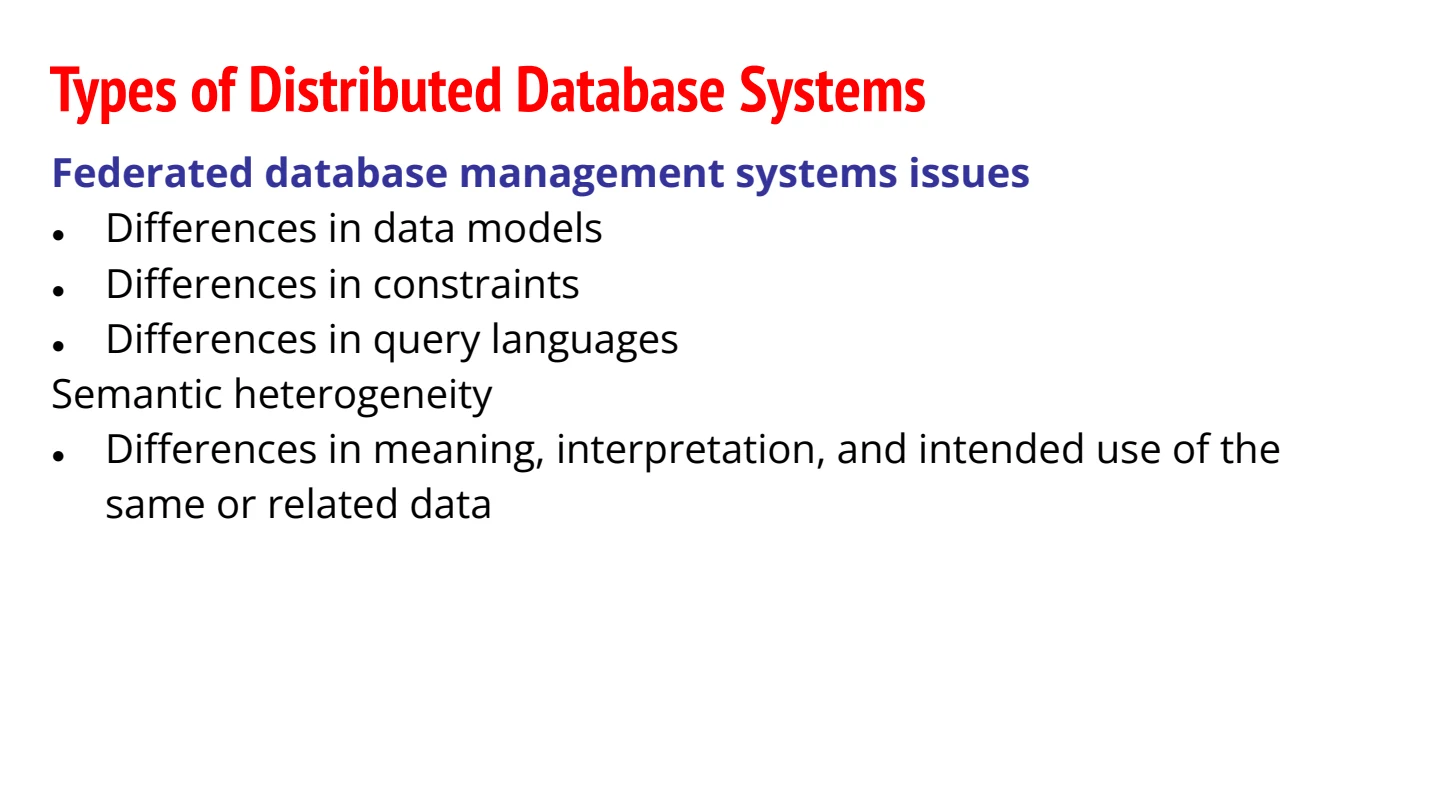 Types of Distributed Database Systems
Federated database management systems issues
● Differences in data models
● Differences in constraints
● Differences in query languages
Semantic heterogeneity
● Differences in meaning, interpretation, and intended use of the
same or related data